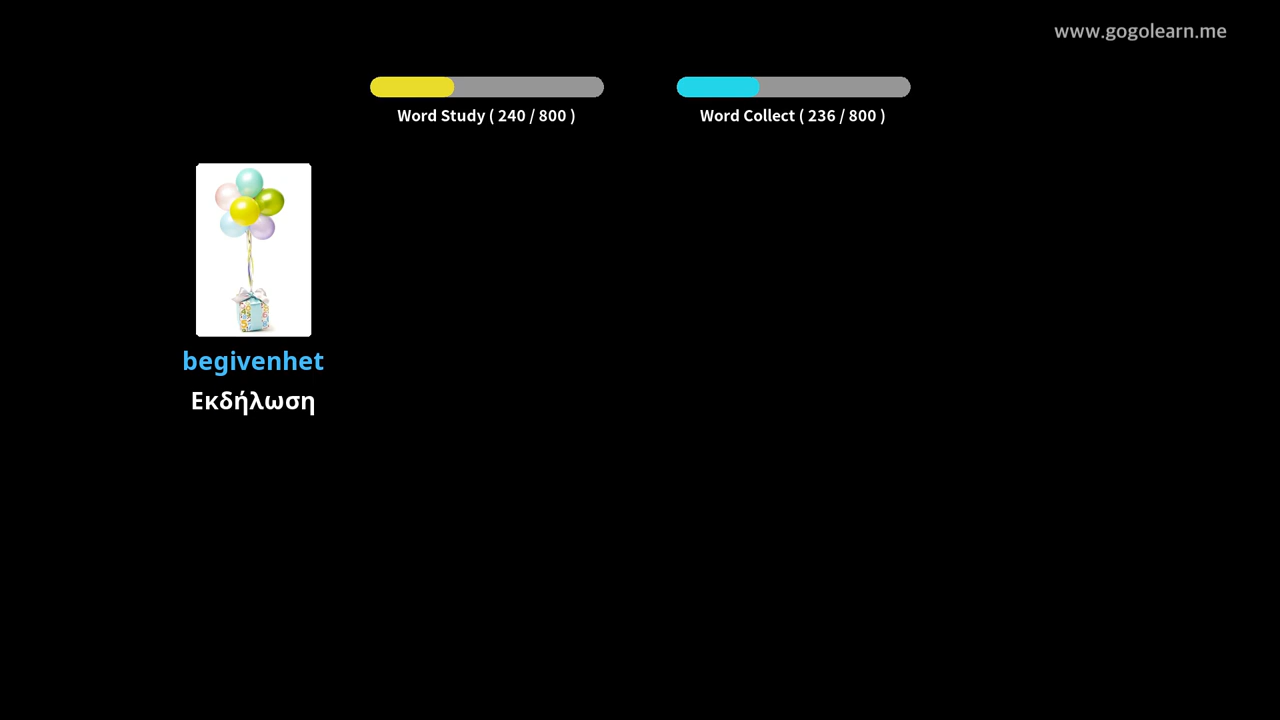 www.gogolearn.me
Word Study ( 240 / 800 )
Word Collect ( 236 / 800 )
begivenhet
Εκδήλωση